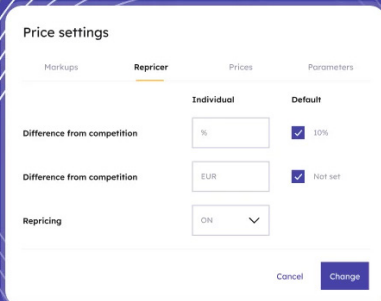 Price settings
Markups Repricer Prices Parameters
Individual Default
Difference from competition % 10%
Difference from competition EUR Not set
Repricing ON
Cancel Change